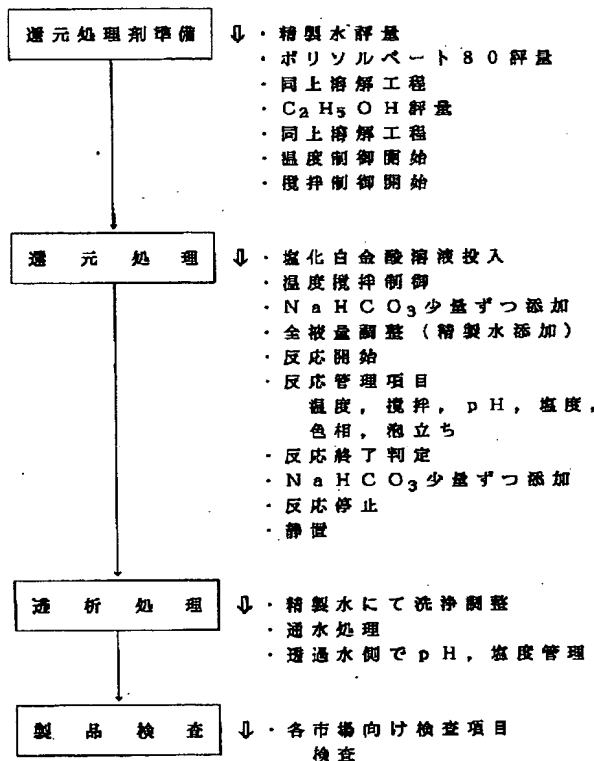 還元処理剤準備 ⇩ ・精製水評量
・ポリソルベート80評量
・同上溶解工程
・C₂H₅OH評量
・同上溶解工程
・温度制御開始
・攪拌制御開始
還元処理 ⇩ ・塩化白金酸溶液投入
・温度攪拌制御
・NaHCO₃少量ずつ添加
・全液量調整(精製水添加)
・反応開始
・反応管理項目
温度,攪拌,pH,塩度,
色相,泡立ち
・反応終了判定
・NaHCO₃少量ずつ添加
・反応停止
・静置
透析処理 ⇩ ・精製水にて洗浄調整
・通水処理
・透過水側でpH,塩度管理
製品検査 ⇩ ・各市場向け検査項目
検査